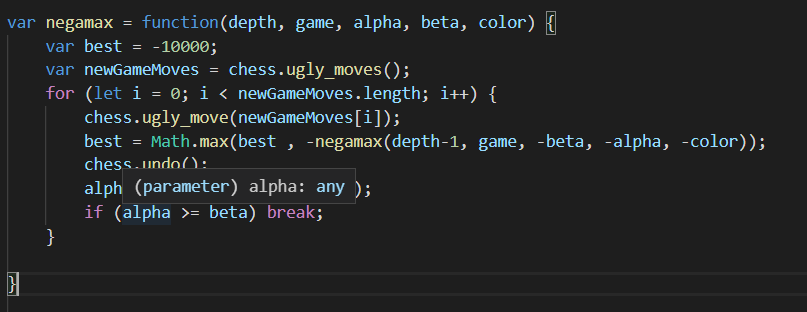 var negamax = function(depth, game, alpha, beta, color) {
var best = -10000;
var newGameMoves = chess.ugly_moves();
for (let i = 0; i < newGameMoves.length; i++) {
chess.ugly_move(newGameMoves[i]);
best = Math.max(best , -negamax(depth-1, game, -beta, -alpha, -color));
chess.undo();
alph (parameter) alpha: any );
if (alpha >= beta) break;
}
}